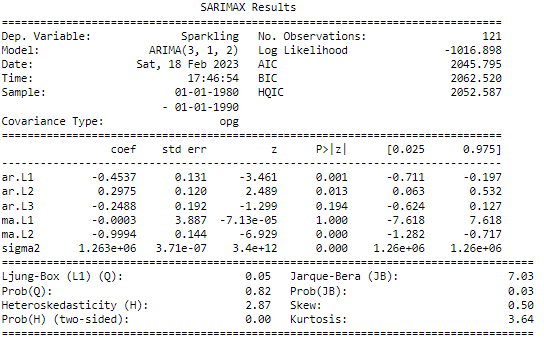 SARIMAX Results
==============================================================================
Dep. Variable: Sparkling No. Observations: 121
Model: ARIMA(3, 1, 2) Log Likelihood -1016.898
Date: Sat, 18 Feb 2023 AIC 2045.795
Time: 17:46:54 BIC 2062.520
Sample: 01-01-1980 HQIC 2052.587
- 01-01-1990
Covariance Type: opg
==============================================================================
coef std err z P>|z| [0.025 0.975]
------------------------------------------------------------------------------
ar.L1 -0.4537 0.131 -3.461 0.001 -0.711 -0.197
ar.L2 0.2975 0.120 2.489 0.013 0.063 0.532
ar.L3 -0.2488 0.192 -1.299 0.194 -0.624 0.127
ma.L1 -0.0003 3.887 -7.13e-05 1.000 -7.618 7.618
ma.L2 -0.9994 0.144 -6.929 0.000 -1.282 -0.717
sigma2 1.263e+06 3.71e-07 3.4e+12 0.000 1.26e+06 1.26e+06
===================================================================================
Ljung-Box (L1) (Q): 0.05 Jarque-Bera (JB): 7.03
Prob(Q): 0.82 Prob(JB): 0.03
Heteroskedasticity (H): 2.87 Skew: 0.50
Prob(H) (two-sided): 0.00 Kurtosis: 3.64
===================================================================================